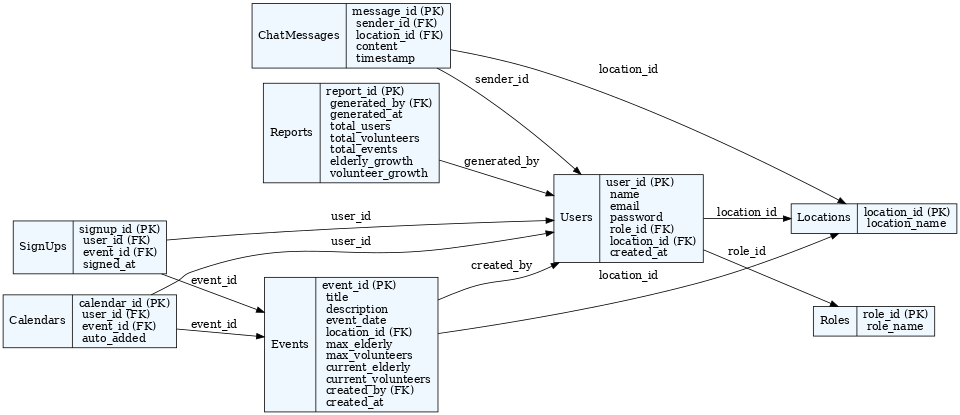 ChatMessages
message_id (PK)
sender_id (FK)
location_id (FK)
content
timestamp
location_id
sender_id
Reports
report_id (PK)
generated_by (FK)
generated_at
total_users
total_volunteers
total_events
elderly_growth
volunteer_growth
generated_by
Users
user_id (PK)
name
email
password
role_id (FK)
location_id (FK)
created_at
location_id
Locations
location_id (PK)
location_name
SignUps
signup_id (PK)
user_id (FK)
event_id (FK)
signed_at
user_id
user_id
event_id
created_by
role_id
location_id
Calendars
calendar_id (PK)
user_id (FK)
event_id (FK)
auto_added
event_id
Events
event_id (PK)
title
description
event_date
location_id (FK)
max_elderly
max_volunteers
current_elderly
current_volunteers
created_by (FK)
created_at
Roles
role_id (PK)
role_name